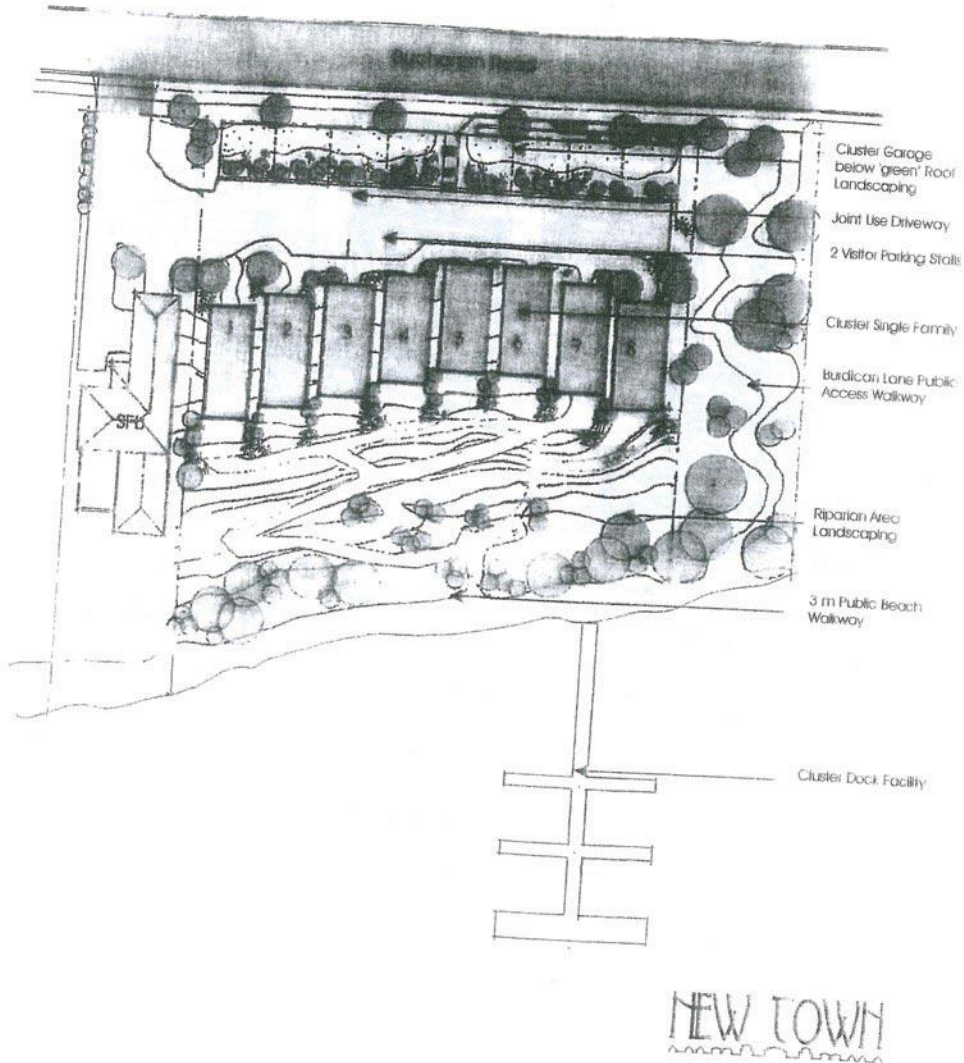 Cluster Garage
below 'green' Roof
Landscaping
Joint Use Driveway
2 Visitor Parking Stalls
1
2
3
4
5
6
7
8
Cluster Single Family
Burdican Lane Public
Access Walkway
SFD
Riparian Area
Landscaping
3 m Public Beach
Walkway
Cluster Dock Facility
NEW TOWN